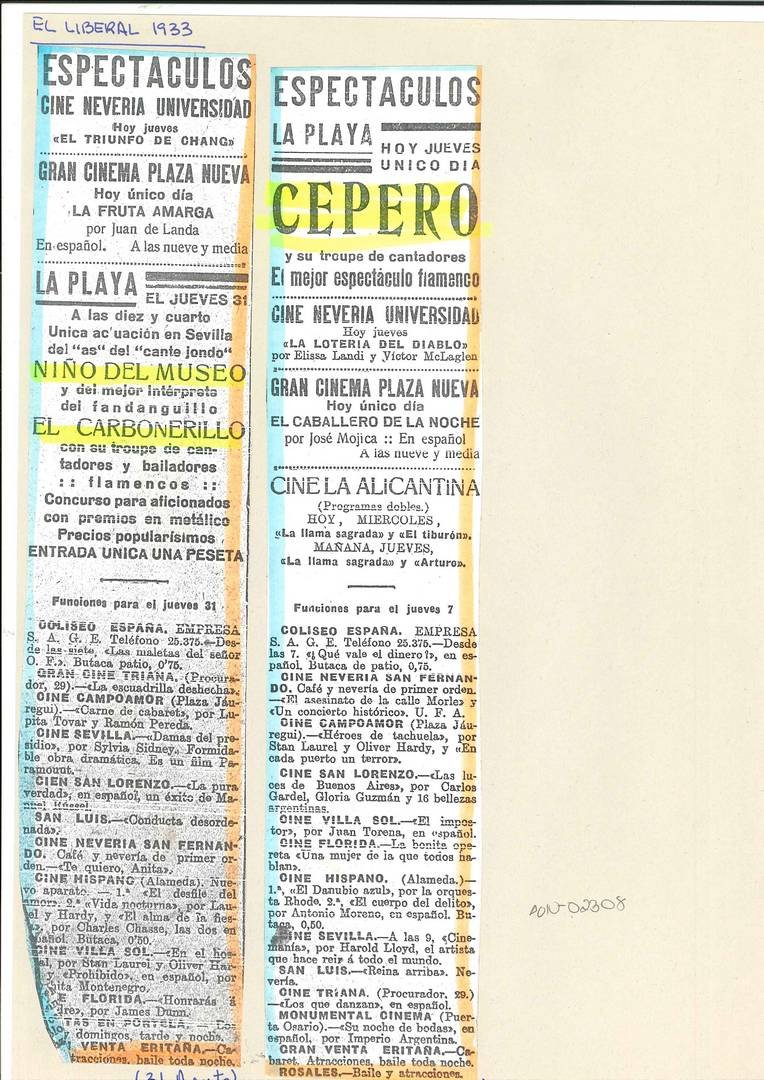 EL LIBERAL 1933
ESPECTACULOS
CINE NEVERIA UNIVERSIDAD
Hoy jueves
«EL TRIUNFO DE CHANG»
GRAN CINEMA PLAZA NUEVA
Hoy único día
LA FRUTA AMARGA
por Juan de Landa
En español. A las nueve y media
LA PLAYA
EL JUEVES 31
A las diez y cuarto
Unica ac'uación en Sevilla
del "as" del "cante jondo"
NIÑO DEL MUSEO
y del mejor intérprete
del fandanguillo
EL CARBONERILLO
con su troupe de can-
tadores y bailadores
:: flamencos ::
Concurso para aficionados
con premios en metálico
Precios popularísimos
ENTRADA UNICA UNA PESETA
Funciones para el jueves 31
COLISEO ESPAÑA. EMPRESA
S. A. G. E. Teléfono 25.375.—Des-
de las siete, «Las maletas del señor
O. F.». Butaca patio, 0'75.
GRAN CINE TRIANA. (Procura-
dor, 29).—«La escuadrilla deshecha».
CINE CAMPOAMOR (Plaza Jáu-
regui).—«Carne de cabaret», por Lu-
pita Tovar y Ramón Pereda.
CINE SEVILLA.—«Damas del pre-
sidio», por Sylvia Sidney. Formida-
ble obra dramática. Es un film Pa-
ramount.
CIEN SAN LORENZO.—«La pura
verdad», en español, un éxito de Ma-
nuel Russel.
SAN LUIS.—«Conducta desorde-
nada».
CINE NEVERIA SAN FERNAN-
DO. Café y nevería de primer or-
den.—«Te quiero, Anita».
CINE HISPANO (Alameda). Nue-
vo aparato. — 1.ª «El desfile del
amor». 2.ª «Vida nocturna», por Lau-
el y Hardy, y «El alma de la fies-
», por Charles Chasse, las dos en
pañol. Butaca, 0'50.
INE VILLA SOL.—«En el hos-
al, por Stan Laurel y Oliver Har-
y «Prohibido», en español, por
hita Montenegro.
E FLORIDA.—«Honrarás á
dre», por James Dunn.
TAS EN PORTELA. — Los
domingos, tarde y noche.
VENTA ERITAÑA.—Ca-
tracciones, baile toda noche.
ESPECTACULOS
LA PLAYA
HOY JUEVES
UNICO DIA
CEPERO
y su troupe de cantadores
El mejor espectáculo flamenco
CINE NEVERIA UNIVERSIDAD
Hoy jueves
«LA LOTERIA DEL DIABLO»
por Elissa Landi y Víctor McLaglen
GRAN CINEMA PLAZA NUEVA
Hoy único día
EL CABALLERO DE LA NOCHE
por José Mojica :: En español
A las nueve y media
CINE LA ALICANTINA
(Programas dobles.)
HOY, MIERCOLES,
«La llama sagrada» y «El tiburón».
MAÑANA, JUEVES,
«La llama sagrada» y «Arturo».
Funciones para el jueves 7
COLISEO ESPAÑA. EMPRESA
S. A. G. E. Teléfono 25.375.—Desde
las 7. «¡Qué vale el dinero!», en es-
pañol. Butaca de patio, 0,75.
CINE NEVERIA SAN FERNAN-
DO. Café y nevería de primer orden.
—«El asesinato de la calle Morle» y
«Un concierto histórico». U. F. A.
CINE CAMPOAMOR (Plaza Jáu-
regui).—«Héroes de tachuela», por
Stan Laurel y Oliver Hardy, y «En
cada puerto un terror».
CINE SAN LORENZO.—«Las lu-
ces de Buenos Aires», por Carlos
Gardel, Gloria Guzmán y 16 bellezas
argentinas.
CINE VILLA SOL.—«El impos-
tor», por Juan Torena, en español.
CINE FLORIDA.—La bonita ope-
reta «Una mujer de la que todos ha-
blan».
CINE HISPANO. (Alameda.)—
1.ª, «El Danubio azul», por la orques-
ta Rhode. 2.ª, «El cuerpo del delito»,
por Antonio Moreno, en español. Bu-
taca, 0,50.
INE SEVILLA.—A las 9, «Cine-
manía», por Harold Lloyd, el artista
que hace reir á todo el mundo.
SAN LUIS.—«Reina arriba». Ne-
vería.
CINE TRIANA. (Procurador, 29.)
—«Los que danzan», en español.
MONUMENTAL CINEMA (Puer-
ta Osario).—«Su noche de bodas», en
español, por Imperio Argentina.
GRAN VENTA ERITAÑA.—Ca-
baret. Atracciones, baile toda noche.
ROSALES.—Baile y atracciones.
AON-02308